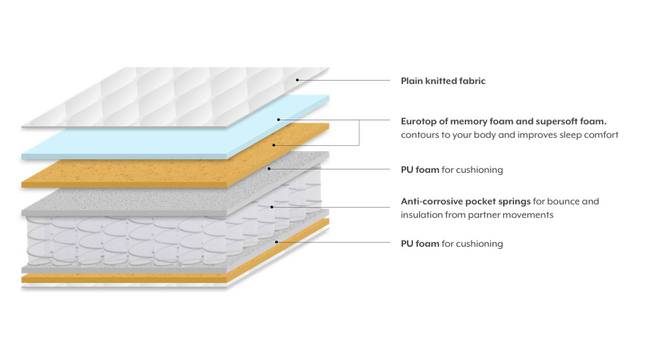 Plain knitted fabric
Eurotop of memory foam and supersoft foam.
contours to your body and improves sleep comfort
PU foam for cushioning
Anti-corrosive pocket springs for bounce and
insulation from partner movements
PU foam for cushioning